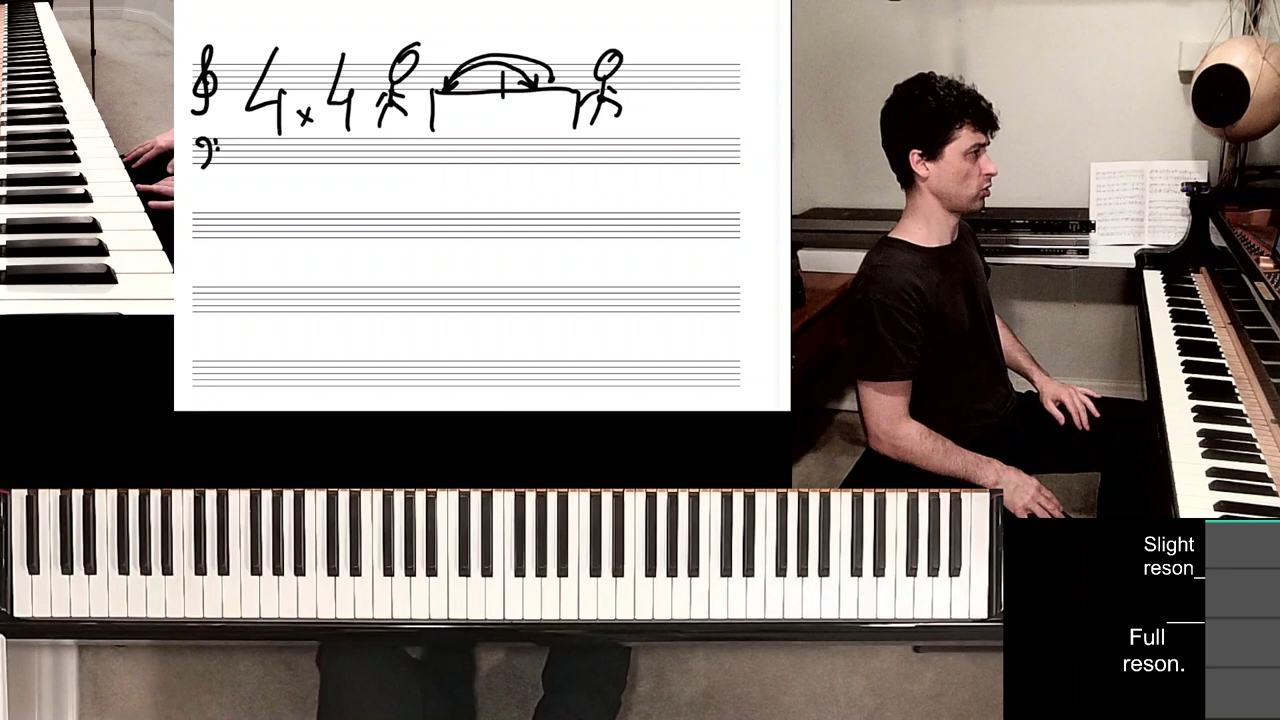 4 x 4
Slight
reson_
Full
reson.